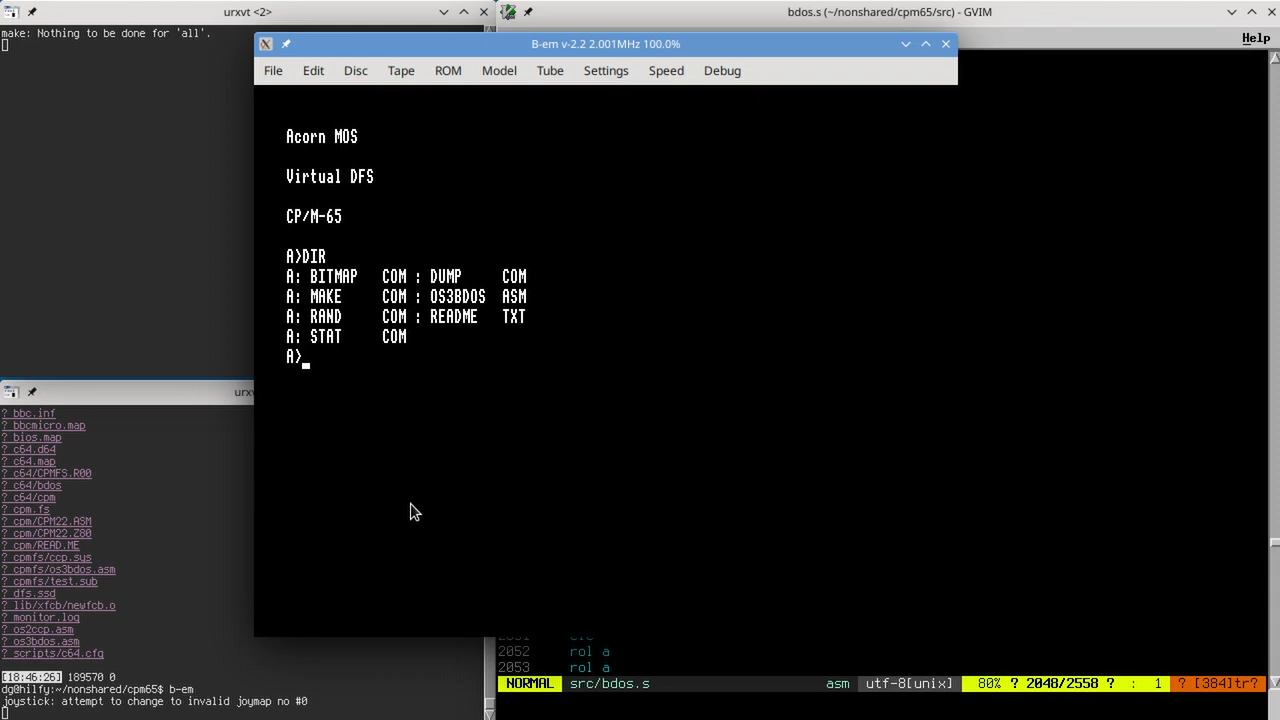 urxvt <2>
make: Nothing to be done for 'all'.
bdos.s (~/nonshared/cpm65/src) - GVIM
Help
B-em v-2.2 2.001MHz 100.0%
File Edit Disc Tape ROM Model Tube Settings Speed Debug
Acorn MOS
Virtual DFS
CP/M-65
A>DIR
A: BITMAP COM : DUMP COM
A: MAKE COM : OS3BDOS ASM
A: RAND COM : README TXT
A: STAT COM
A>
urx
? bbc.inf
? bbcmicro.map
? bios.map
? c64.d64
? c64.map
? c64/CPMFS.R00
? c64/bdos
? c64/cpm
? cpm.fs
? cpm/CPM22.ASM
? cpm/CPM22.Z80
? cpm/READ.ME
? cpmfs/ccp.sys
? cpmfs/os3bdos.asm
? cpmfs/test.sub
? dfs.ssd
? lib/xfcb/newfcb.o
? monitor.log
? os2ccp.asm
? os3bdos.asm
? scripts/c64.cfg
[18:46:26] 189570 0
dg@hilfy:~/nonshared/cpm65$ b-em
joystick: attempt to change to invalid joymap no #0
2052 rol a
2053 rol a
NORMAL src/bdos.s asm utf-8[unix] 80% ? 2048/2558 ? : 1 ? [384]tr?